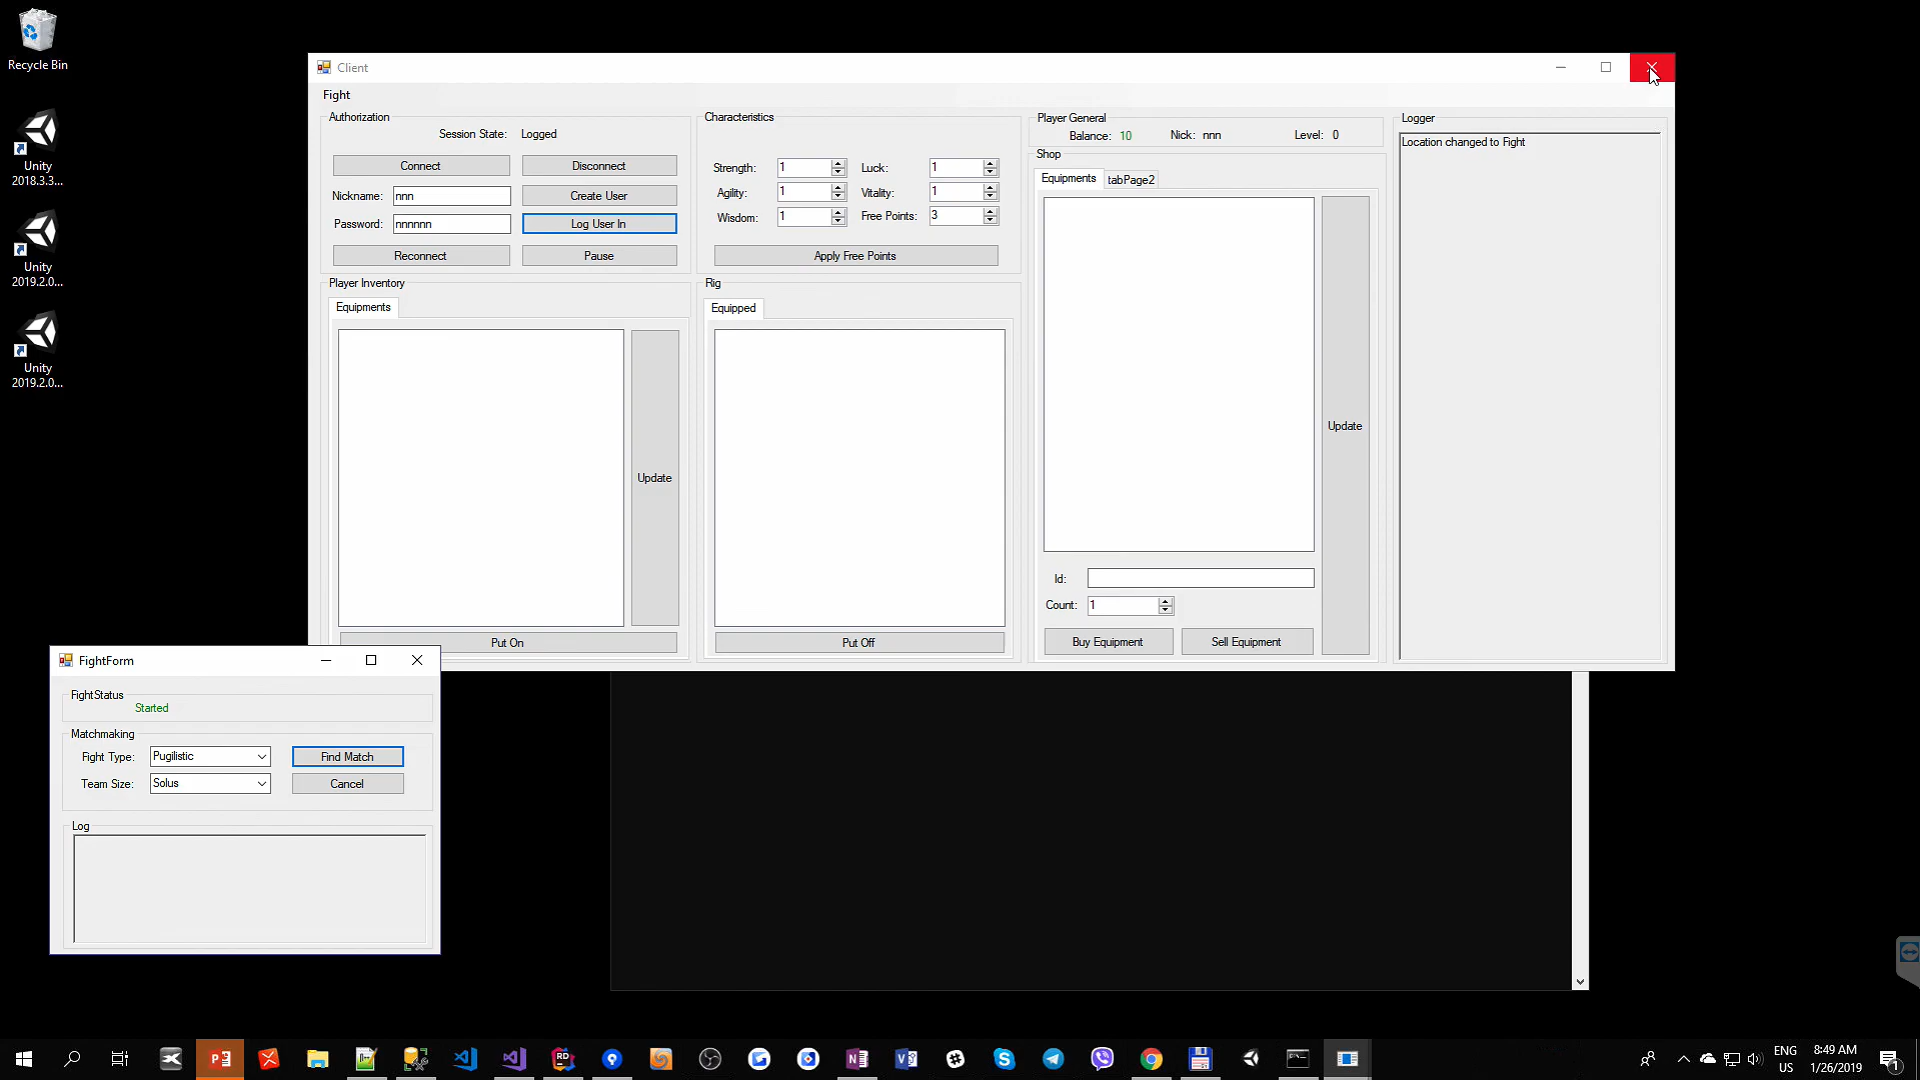 Recycle Bin
Unity
2018.3.3...
Unity
2019.2.0...
Unity
2019.2.0...
Client
Fight
Authorization
Session State: Logged
Connect
Disconnect
Nickname: nnn
Create User
Password: nnnnnn
Log User In
Reconnect
Pause
Characteristics
Strength: 1
Luck: 1
Agility: 1
Vitality: 1
Wisdom: 1
Free Points: 3
Apply Free Points
Player General
Balance: 10
Nick: nnn
Level: 0
Shop
Equipments
tabPage2
Update
Id:
Count: 1
Buy Equipment
Sell Equipment
Logger
Location changed to Fight
Player Inventory
Equipments
Update
Put On
Rig
Equipped
Put Off
FightForm
FightStatus
Started
Matchmaking
Fight Type: Pugilistic
Find Match
Team Size: Solus
Cancel
Log
ENG
US
8:49 AM
1/26/2019
1